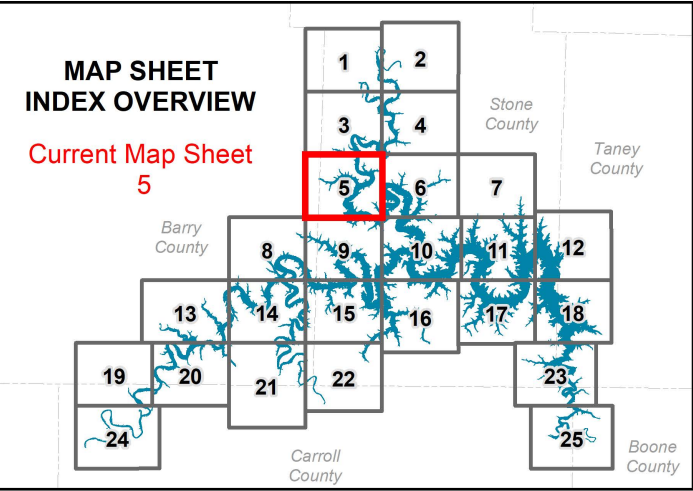 MAP SHEET
INDEX OVERVIEW
Current Map Sheet
5
1
2
3
4
Stone
County
Taney
County
5
6
7
Barry
County
8
9
10
11
12
13
14
15
16
17
18
19
20
21
22
23
24
25
Carroll
County
Boone
County